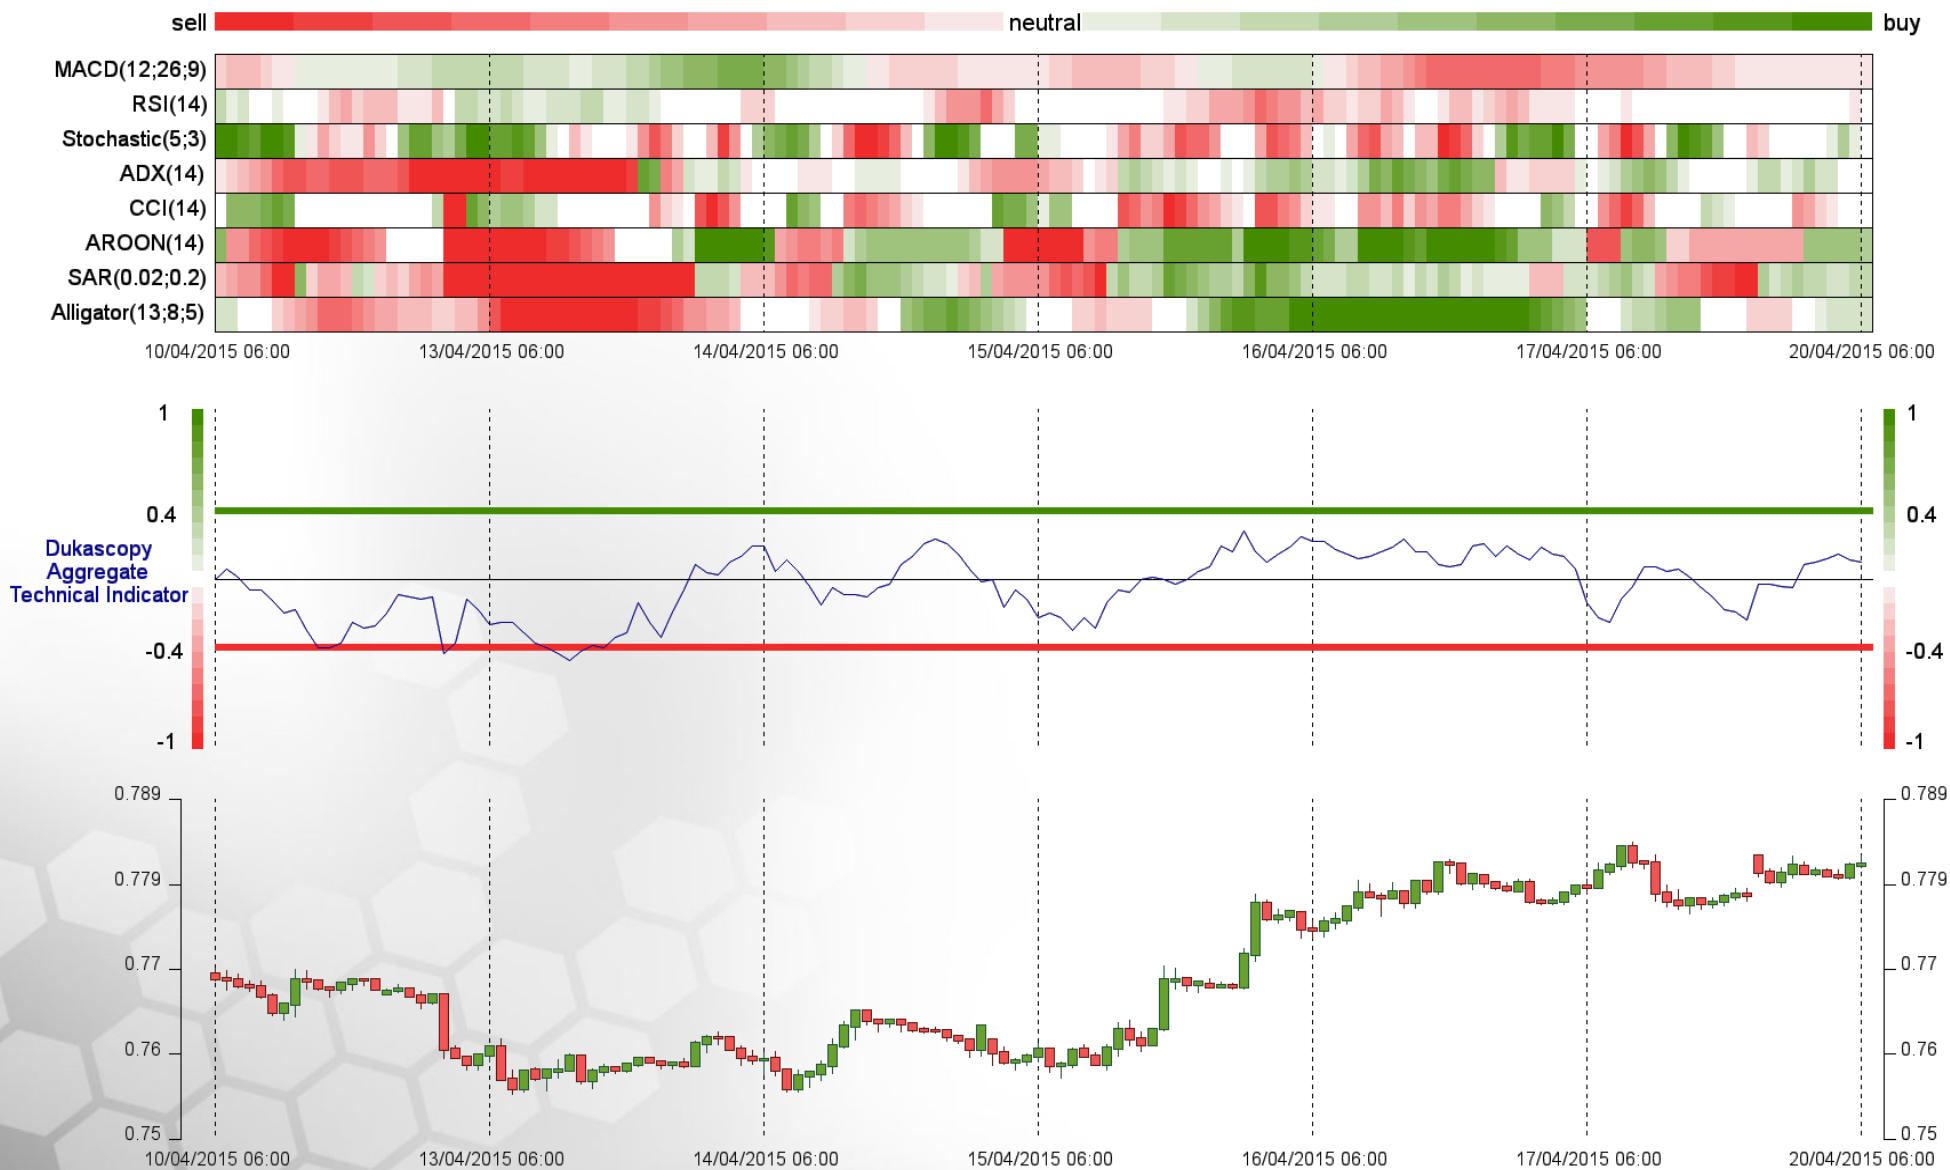 sell neutral buy
MACD(12;26;9)
RSI(14)
Stochastic(5;3)
ADX(14)
CCI(14)
AROON(14)
SAR(0.02;0.2)
Alligator(13;8;5)
10/04/2015 06:00 13/04/2015 06:00 14/04/2015 06:00 15/04/2015 06:00 16/04/2015 06:00 17/04/2015 06:00 20/04/2015 06:00
1 1
0.4 0.4
Dukascopy
Aggregate
Technical Indicator
-0.4 -0.4
-1 -1
0.789 0.789
0.779 0.779
0.77 0.77
0.76 0.76
0.75 0.75
10/04/2015 06:00 13/04/2015 06:00 14/04/2015 06:00 15/04/2015 06:00 16/04/2015 06:00 17/04/2015 06:00 20/04/2015 06:00